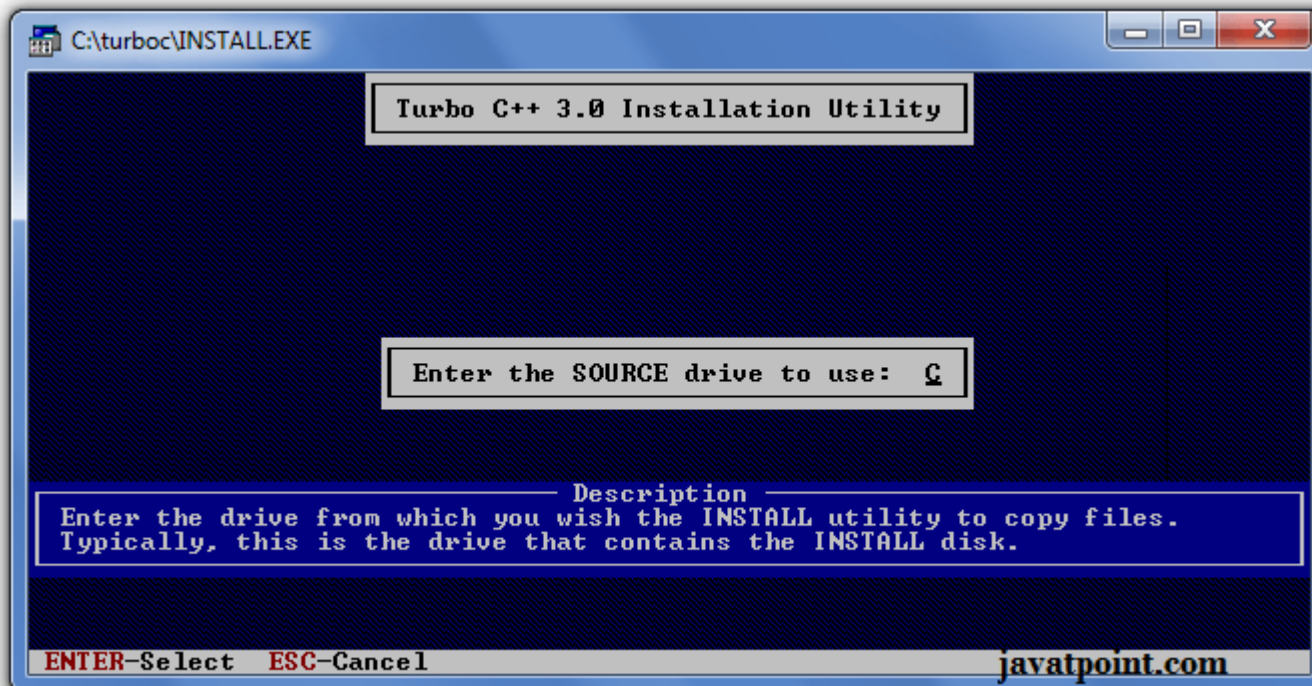 C:\turboc\INSTALL.EXE
Turbo C++ 3.0 Installation Utility
Enter the SOURCE drive to use: C
Description
Enter the drive from which you wish the INSTALL utility to copy files.
Typically, this is the drive that contains the INSTALL disk.
ENTER-Select ESC-Cancel
javatpoint.com